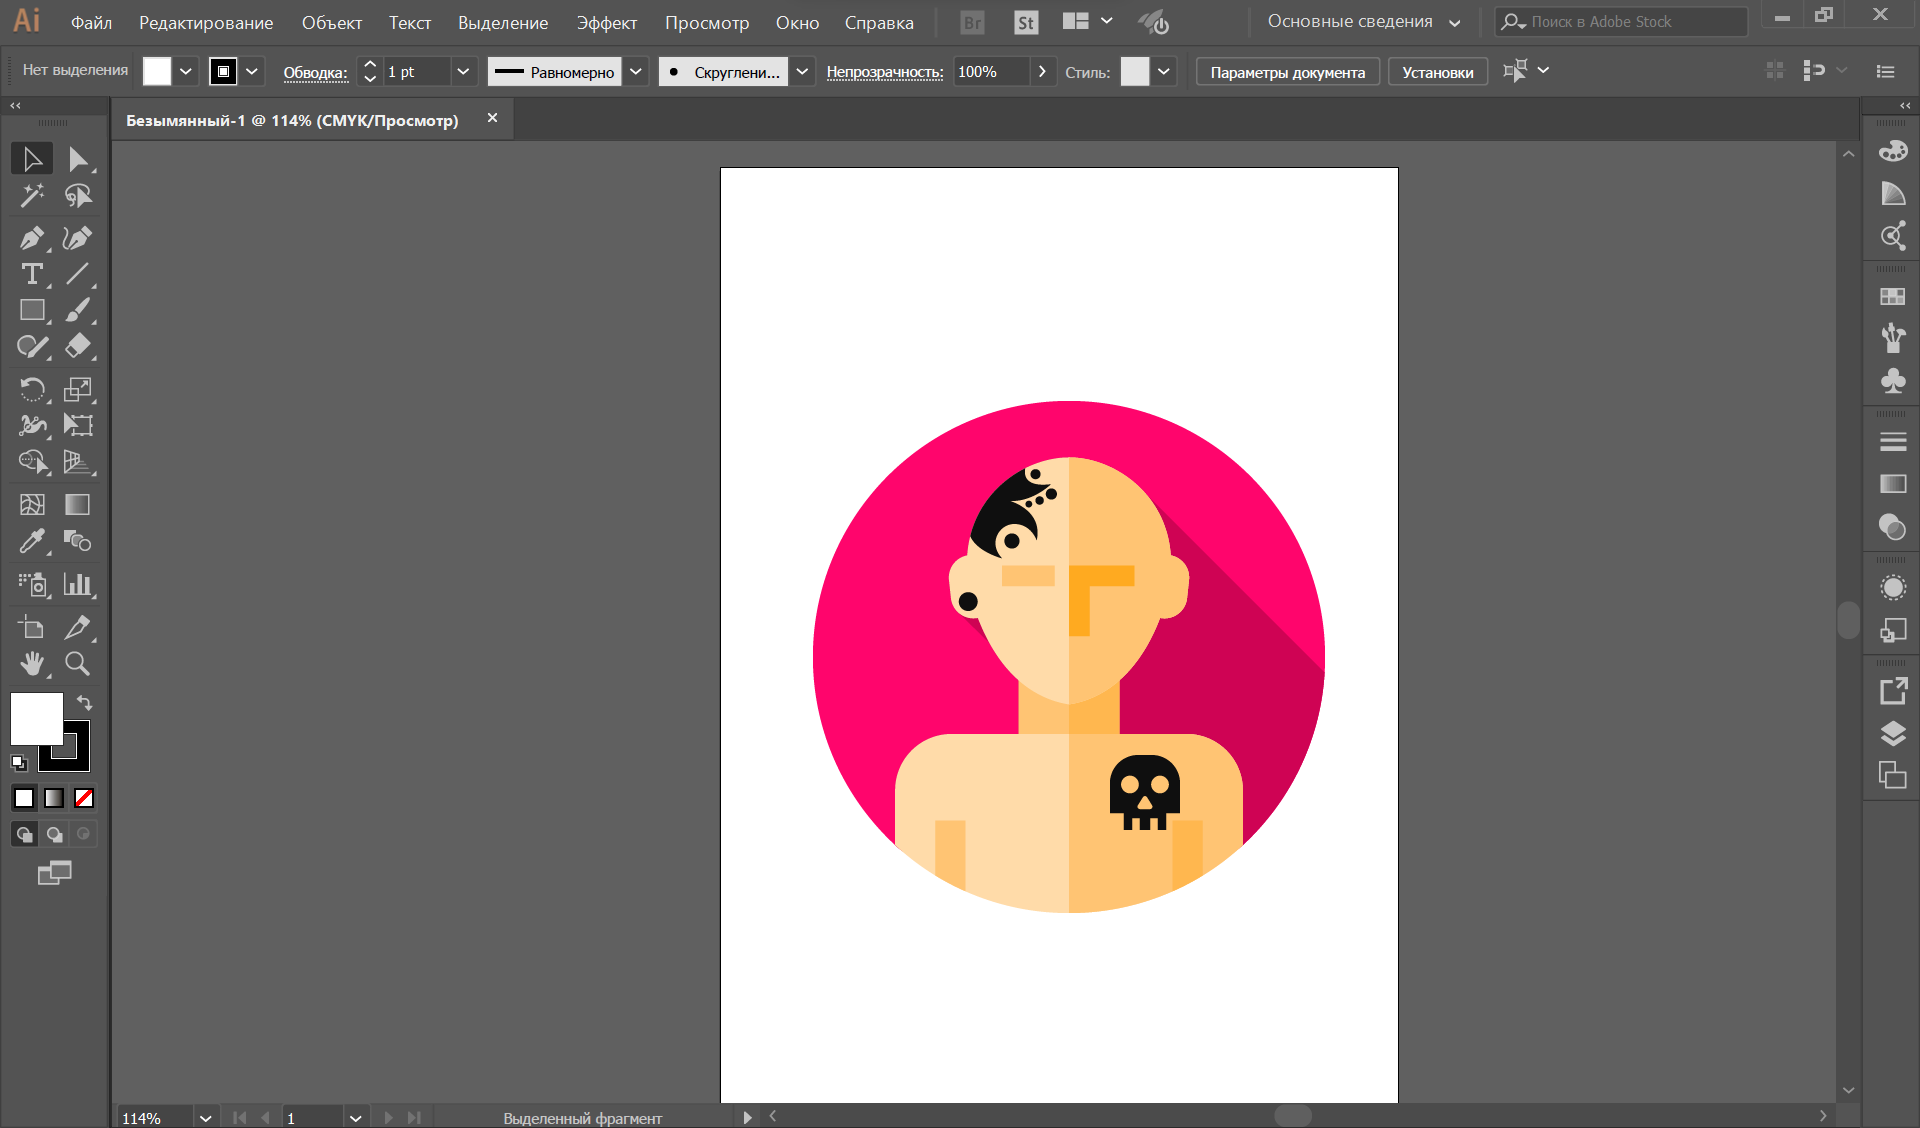 Ai Файл Редактирование Объект Текст Выделение Эффект Просмотр Окно Справка Br St Основные сведения Поиск в Adobe Stock
Нет выделения Обводка: 1 pt Равномерно Скруглени... Непрозрачность: 100% Стиль: Параметры документа Установки
Безымянный-1 @ 114% (CMYK/Просмотр)
114% 1 Выделенный фрагмент